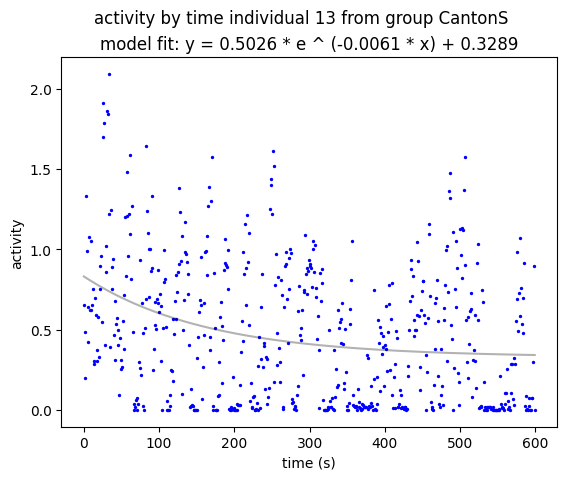 activity by time individual 13 from group CantonS
model fit: y = 0.5026 * e ^ (-0.0061 * x) + 0.3289
2.0
1.5
1.0
0.5
0.0
activity
0 100 200 300 400 500 600
time (s)